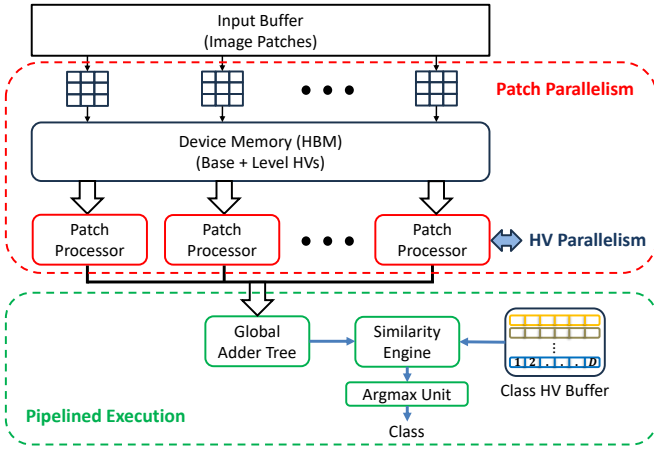 Input Buffer
(Image Patches)
Patch Parallelism
Device Memory (HBM)
(Base + Level HVs)
Patch
Processor
Patch
Processor
Patch
Processor
HV Parallelism
Global
Adder Tree
Similarity
Engine
1 2 . . . D
Class HV Buffer
Argmax Unit
Pipelined Execution
Class